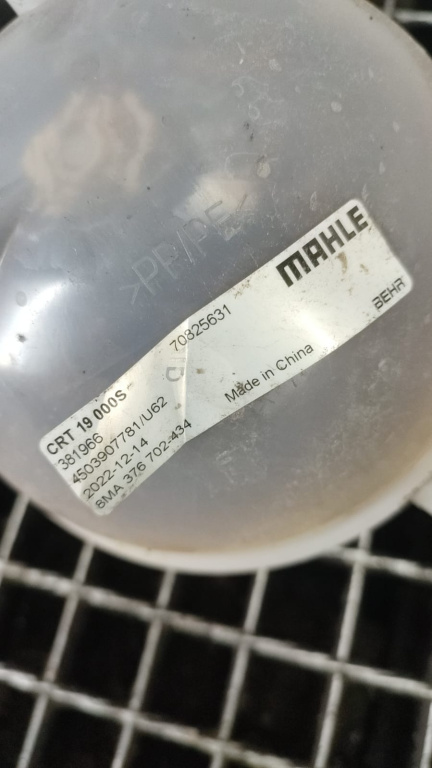 >PP/PE<
MAHLE
BEHR
CRT 19 000S
70825631
381966
4503907781/U62
2022-12-14
Made in China
8MA 376 702-434